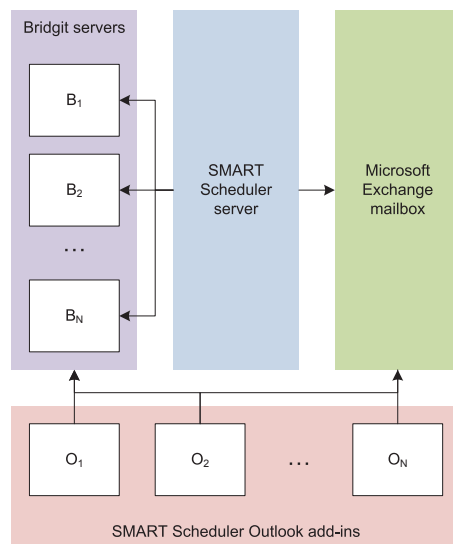 Bridgit servers
B1
B2
...
BN
SMART
Scheduler
server
Microsoft
Exchange
mailbox
O1
O2
...
ON
SMART Scheduler Outlook add-ins